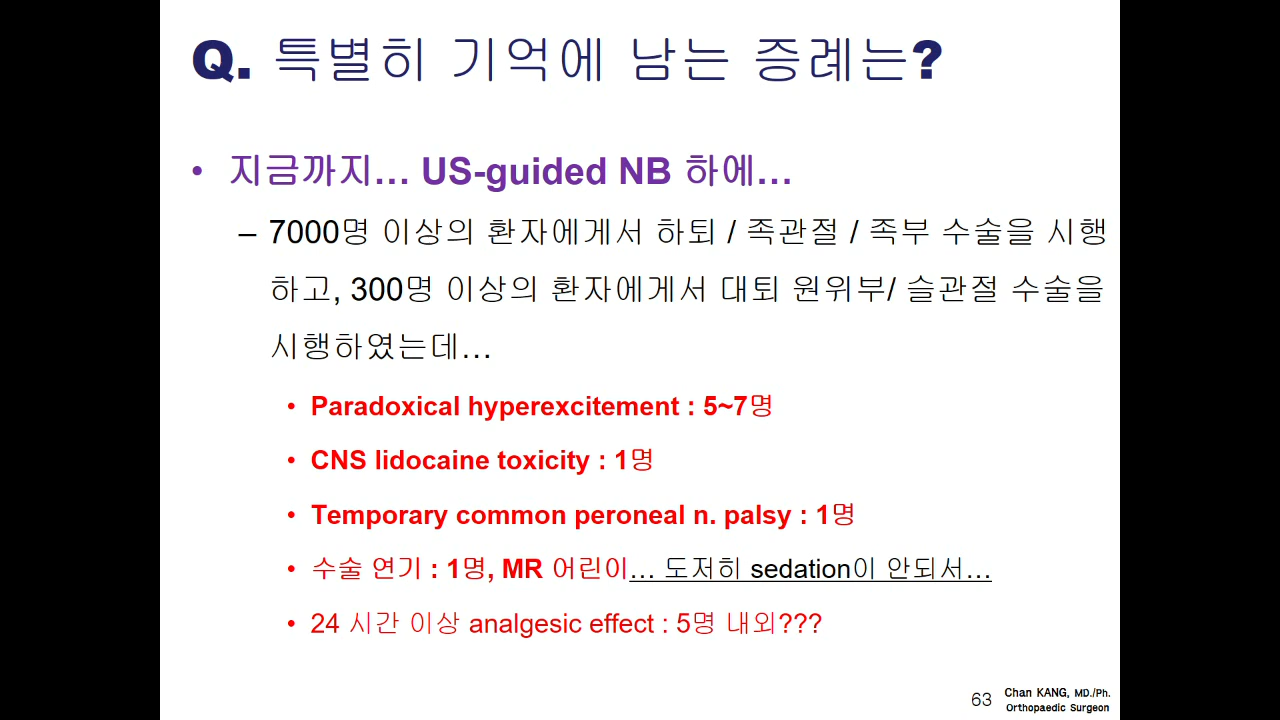 Q. 특별히 기억에 남는 증례는?
• 지금까지… US-guided NB 하에…
– 7000명 이상의 환자에게서 하퇴 / 족관절 / 족부 수술을 시행
하고, 300명 이상의 환자에게서 대퇴 원위부/ 슬관절 수술을
시행하였는데…
• Paradoxical hyperexcitement : 5~7명
• CNS lidocaine toxicity : 1명
• Temporary common peroneal n. palsy : 1명
• 수술 연기 : 1명, MR 어린이… 도저히 sedation이 안되서…
• 24 시간 이상 analgesic effect : 5명 내외???
63
Chan KANG, MD./Ph.
Orthopaedic Surgeon